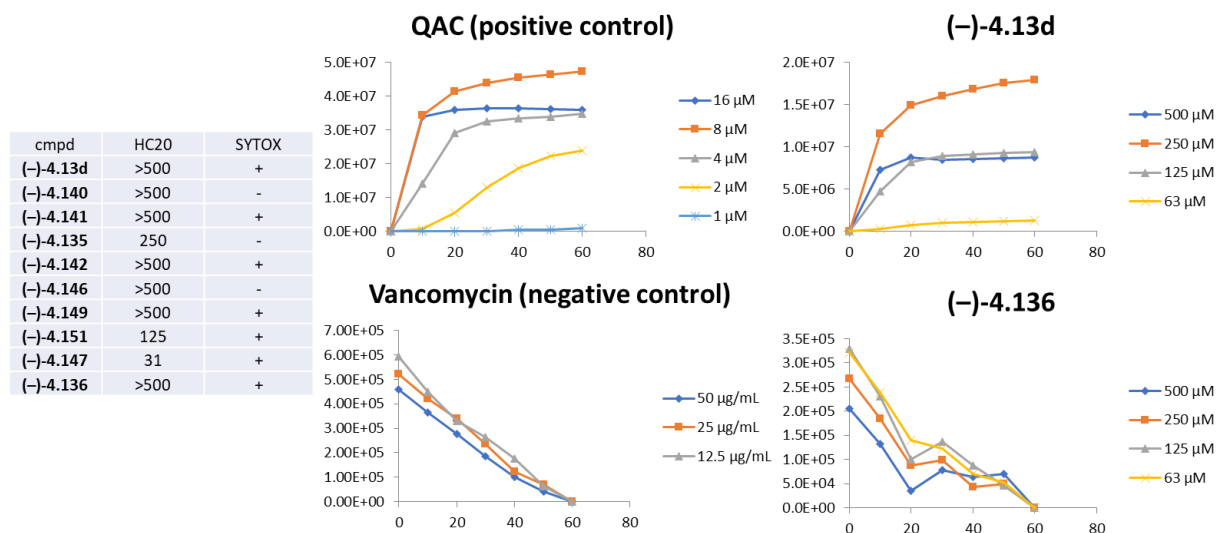 cmpd HC20 SYTOX
(–)-4.13d >500 +
(–)-4.140 >500 -
(–)-4.141 >500 +
(–)-4.135 250 -
(–)-4.142 >500 +
(–)-4.146 >500 -
(–)-4.149 >500 +
(–)-4.151 125 +
(–)-4.147 31 +
(–)-4.136 >500 +
QAC (positive control)
5.0E+07
4.0E+07
3.0E+07
2.0E+07
1.0E+07
0.0E+00
0 20 40 60 80
16 μM
8 μM
4 μM
2 μM
1 μM
(–)-4.13d
2.0E+07
1.5E+07
1.0E+07
5.0E+06
0.0E+00
0 20 40 60 80
500 μM
250 μM
125 μM
63 μM
Vancomycin (negative control)
7.00E+05
6.00E+05
5.00E+05
4.00E+05
3.00E+05
2.00E+05
1.00E+05
0.00E+00
0 20 40 60 80
50 μg/mL
25 μg/mL
12.5 μg/mL
(–)-4.136
3.5E+05
3.0E+05
2.5E+05
2.0E+05
1.5E+05
1.0E+05
5.0E+04
0.0E+00
0 20 40 60 80
500 μM
250 μM
125 μM
63 μM